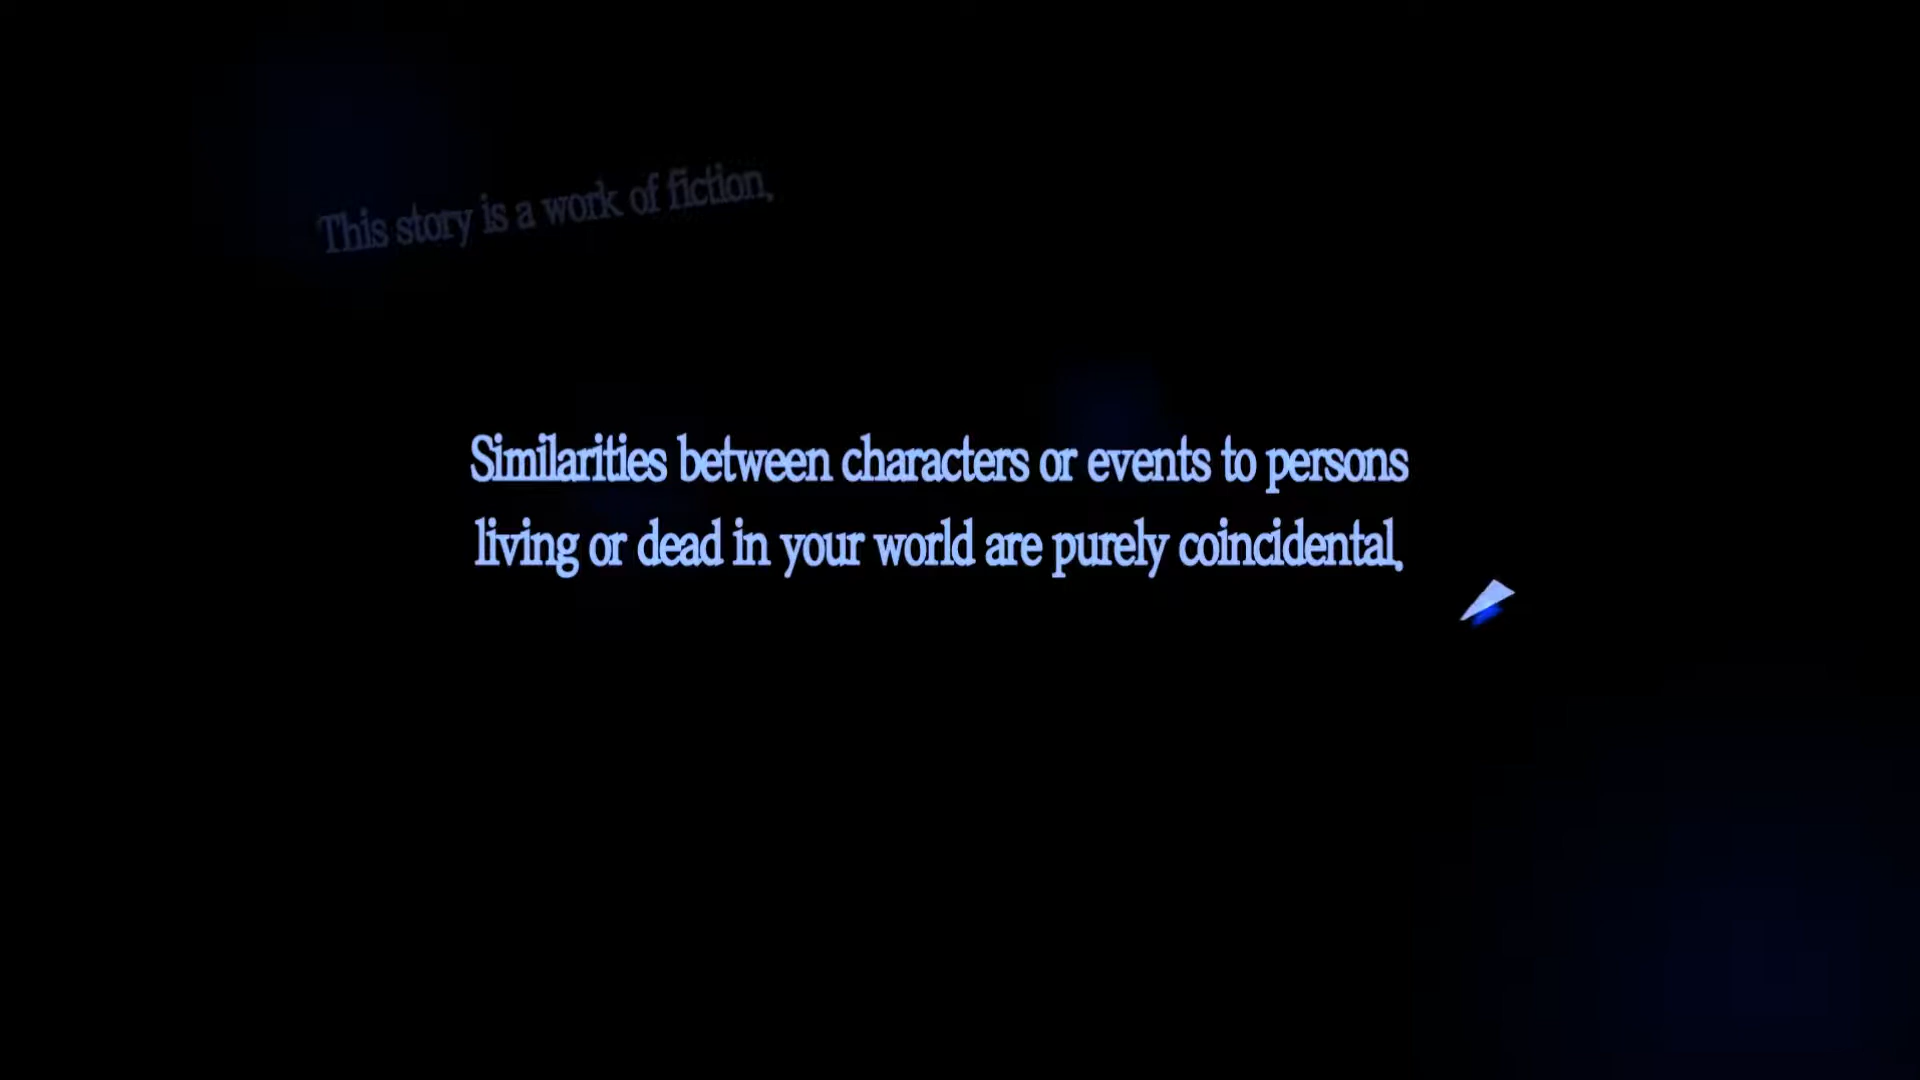 This story is a work of fiction.
Similarities between characters or events to persons
living or dead in your world are purely coincidental.